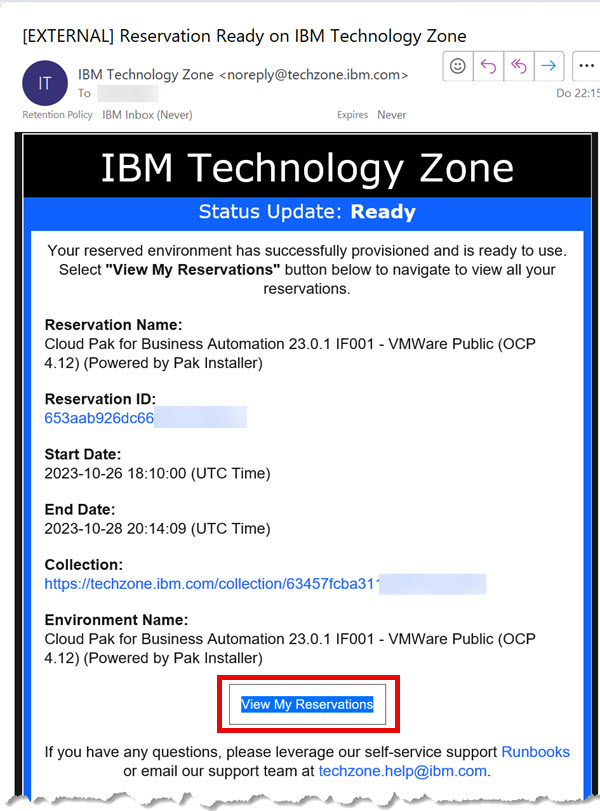 [EXTERNAL] Reservation Ready on IBM Technology Zone
IT
IBM Technology Zone <noreply@techzone.ibm.com>
To
Do 22:15
Retention Policy IBM Inbox (Never) Expires Never
IBM Technology Zone
Status Update: Ready
Your reserved environment has successfully provisioned and is ready to use.
Select "View My Reservations" button below to navigate to view all your
reservations.
Reservation Name:
Cloud Pak for Business Automation 23.0.1 IF001 - VMWare Public (OCP
4.12) (Powered by Pak Installer)
Reservation ID:
653aab926dc66
Start Date:
2023-10-26 18:10:00 (UTC Time)
End Date:
2023-10-28 20:14:09 (UTC Time)
Collection:
https://techzone.ibm.com/collection/63457fcba311
Environment Name:
Cloud Pak for Business Automation 23.0.1 IF001 - VMWare Public (OCP
4.12) (Powered by Pak Installer)
View My Reservations
If you have any questions, please leverage our self-service support Runbooks
or email our support team at techzone.help@ibm.com.